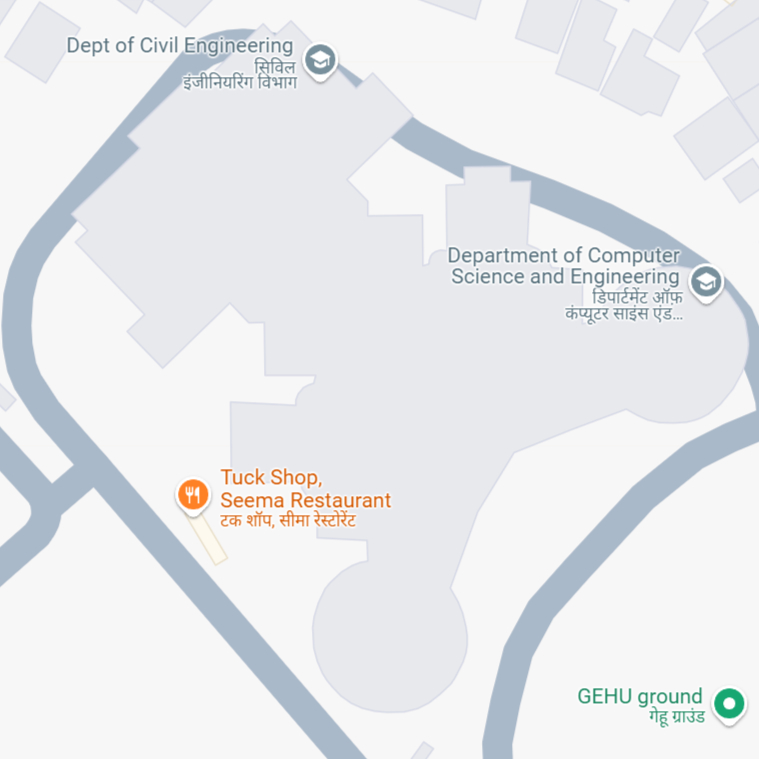 Dept of Civil Engineering
सिविल
इंजीनियरिंग विभाग
Department of Computer
Science and Engineering
डिपार्टमेंट ऑफ़
कंप्यूटर साइंस एंड…
Tuck Shop,
Seema Restaurant
टक शॉप, सीमा रेस्टोरेंट
GEHU ground
गेहू ग्राउंड